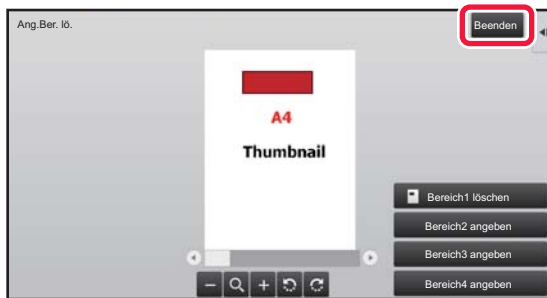 Ang.Ber. lö.
Beenden
A4
Thumbnail
Bereich1 löschen
Bereich2 angeben
Bereich3 angeben
Bereich4 angeben